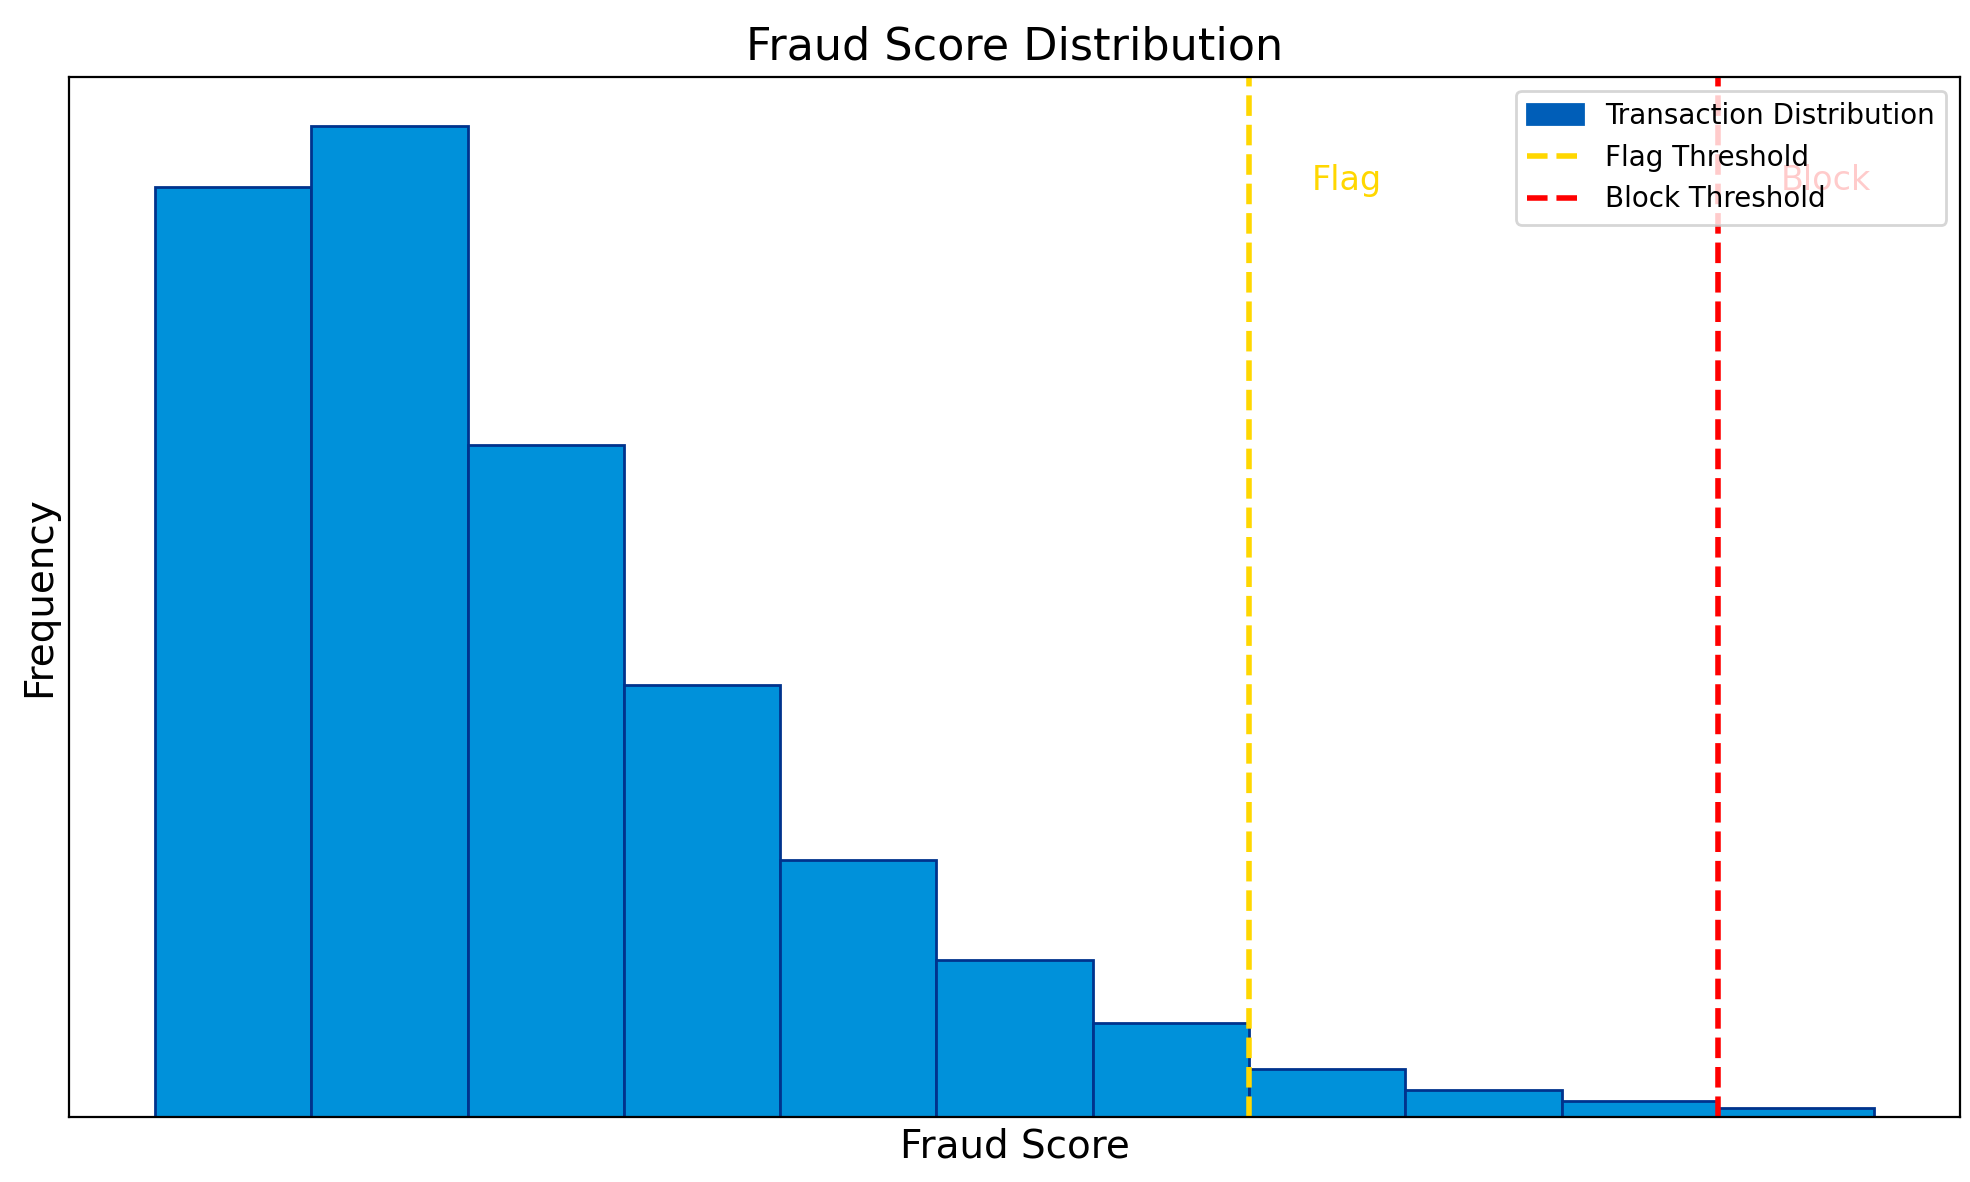 Fraud Score Distribution
Transaction Distribution
Flag Threshold
Block Threshold
Flag
Block
Frequency
Fraud Score